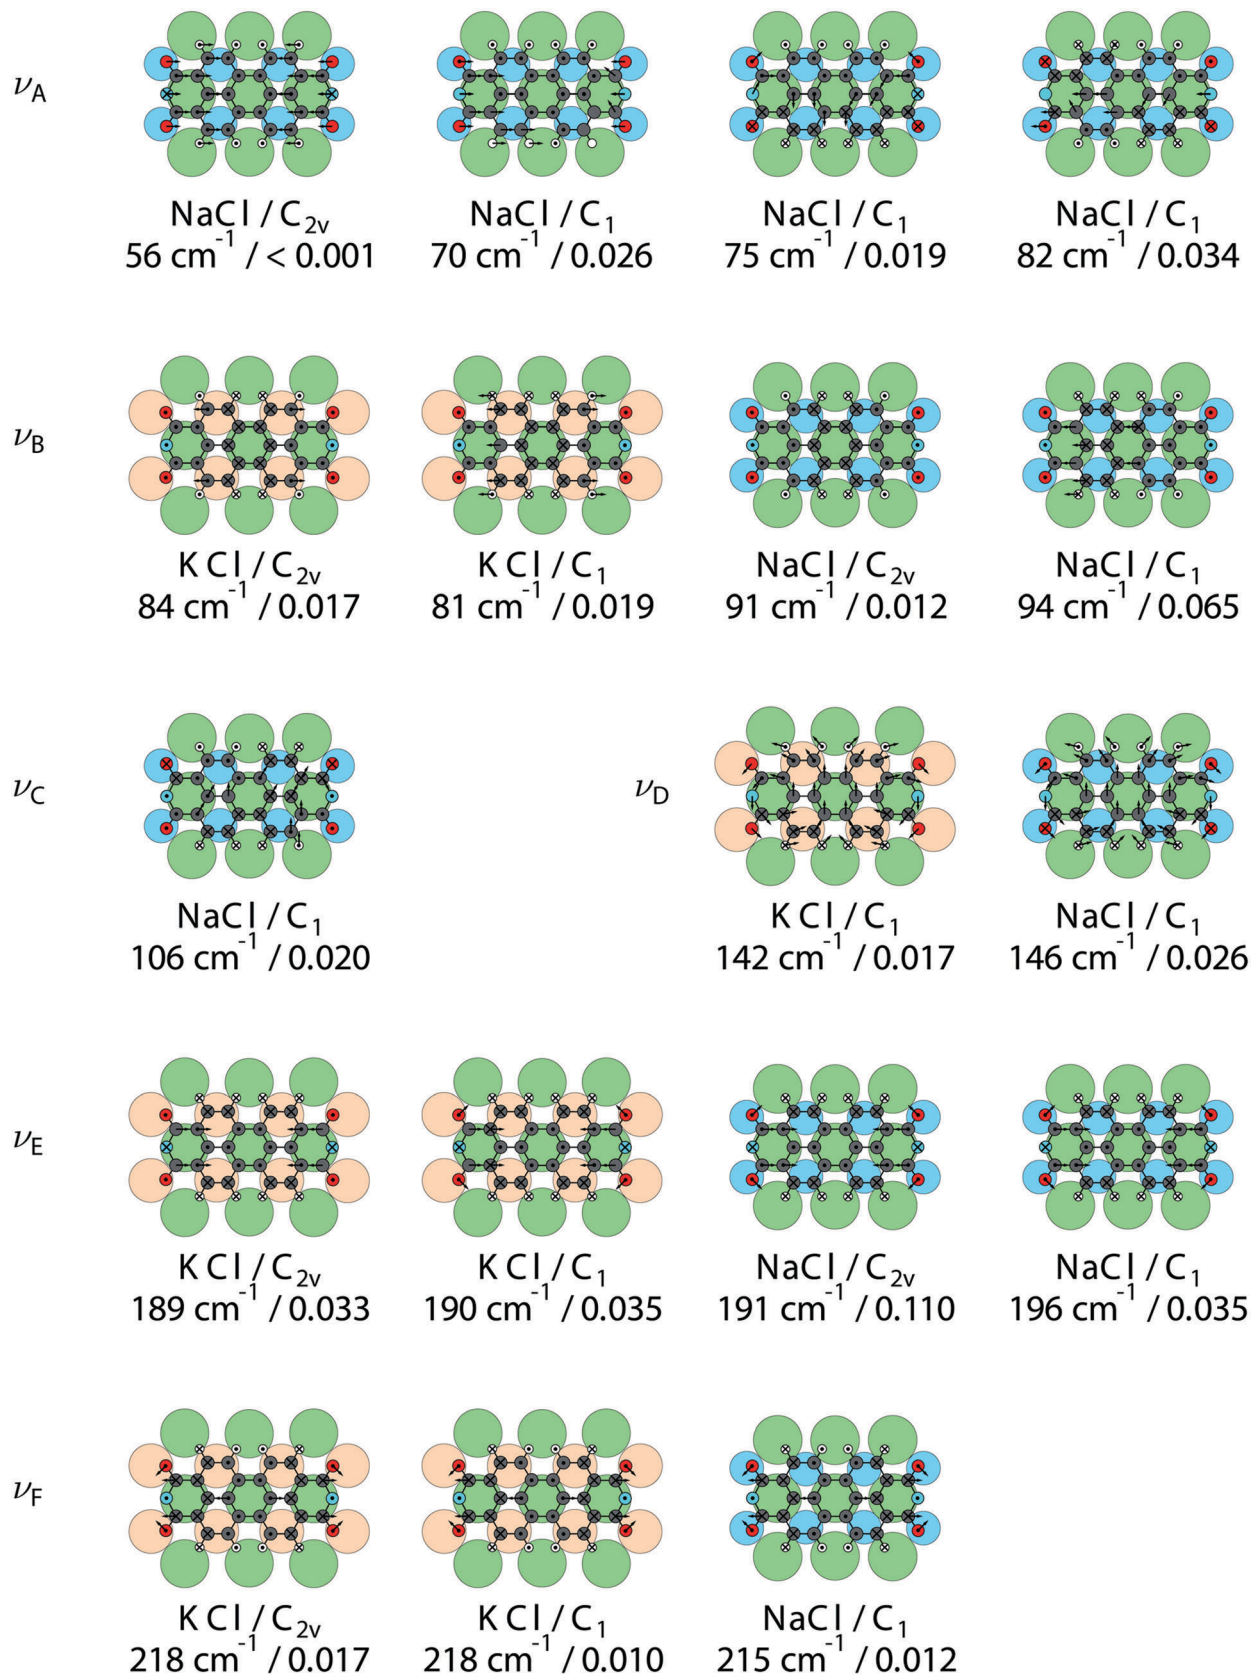 νA
NaCl / C2v
56 cm-1 / < 0.001
NaCl / C1
70 cm-1 / 0.026
NaCl / C1
75 cm-1 / 0.019
NaCl / C1
82 cm-1 / 0.034
νB
KCl / C2v
84 cm-1 / 0.017
KCl / C1
81 cm-1 / 0.019
NaCl / C2v
91 cm-1 / 0.012
NaCl / C1
94 cm-1 / 0.065
νC
NaCl / C1
106 cm-1 / 0.020
νD
KCl / C1
142 cm-1 / 0.017
NaCl / C1
146 cm-1 / 0.026
νE
KCl / C2v
189 cm-1 / 0.033
KCl / C1
190 cm-1 / 0.035
NaCl / C2v
191 cm-1 / 0.110
NaCl / C1
196 cm-1 / 0.035
νF
KCl / C2v
218 cm-1 / 0.017
KCl / C1
218 cm-1 / 0.010
NaCl / C1
215 cm-1 / 0.012